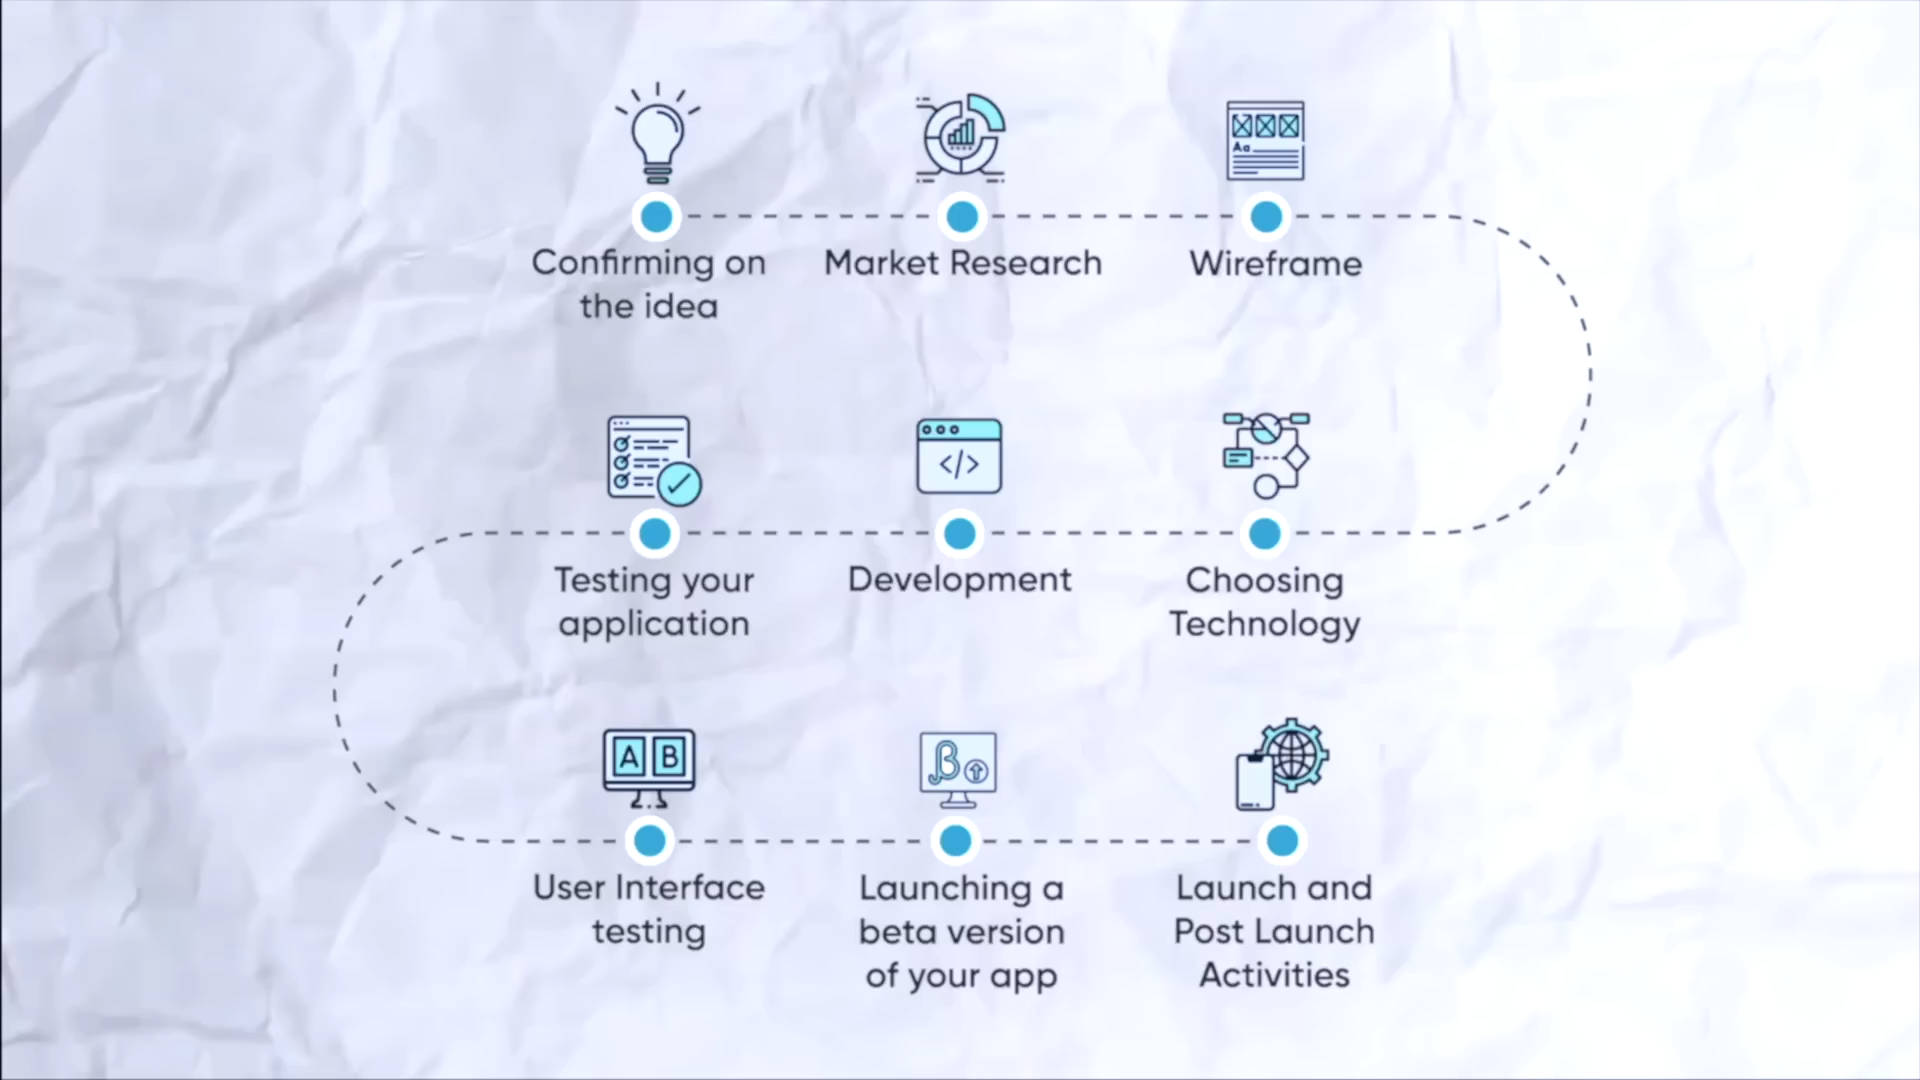 Confirming on
the idea
Market Research
Aa
Wireframe
</>
Choosing
Technology
Development
Testing your
application
A B
User Interface
testing
β
Launching a
beta version
of your app
Launch and
Post Launch
Activities